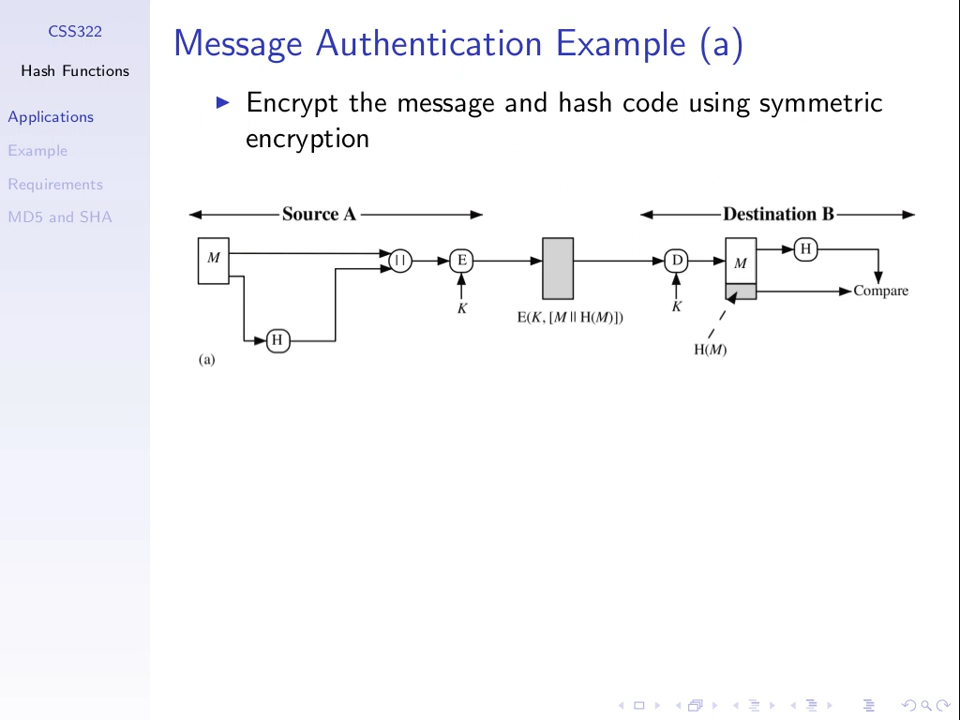 CSS322
Hash Functions
Applications
Example
Requirements
MD5 and SHA
Message Authentication Example (a)
Encrypt the message and hash code using symmetric
encryption
Source A
Destination B
M
||
E
K
H
(a)
E(K, [M || H(M)])
D
K
M
H
Compare
H(M)